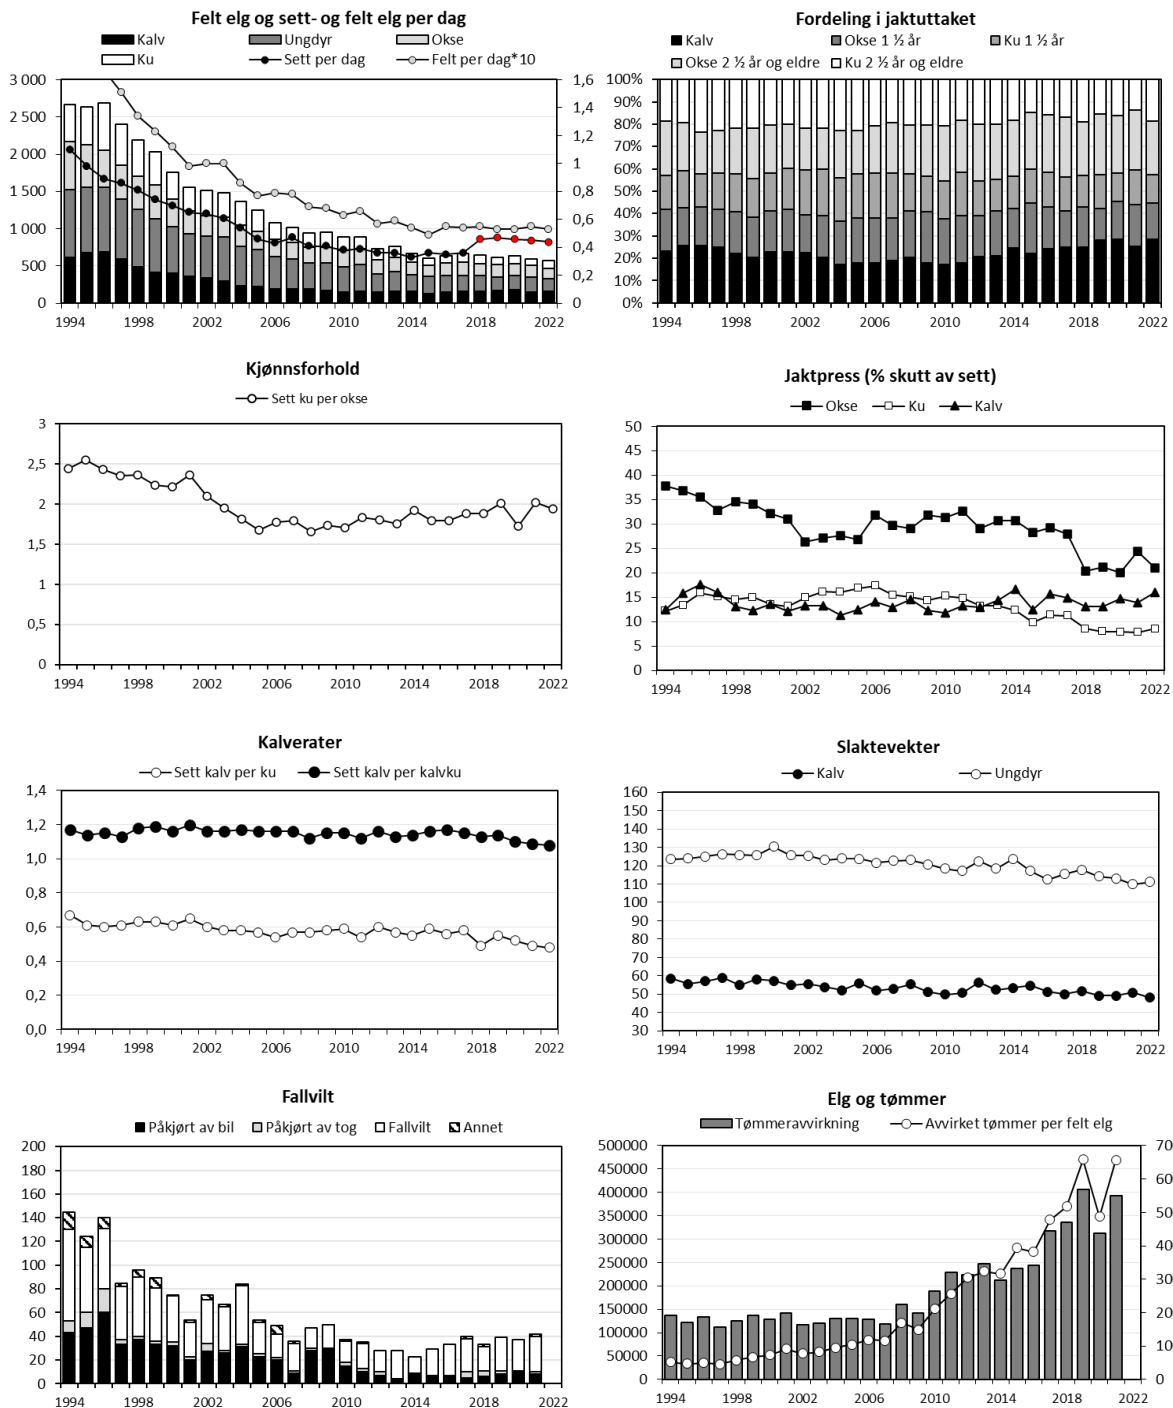 Felt elg og sett- og felt elg per dag
Kalv Ungdyr Okse
Ku Sett per dag Felt per dag*10
3 000 1,6
2 500 1,4
1,2
2 000 1
1 500 0,8
1 000 0,6
0,4
500 0,2
0 0
1994 1998 2002 2006 2010 2014 2018 2022
Fordeling i jaktuttaket
Kalv Okse 1 ½ år Ku 1 ½ år
Okse 2 ½ år og eldre Ku 2 ½ år og eldre
100%
90%
80%
70%
60%
50%
40%
30%
20%
10%
0%
1994 1998 2002 2006 2010 2014 2018 2022
Kjønnsforhold
Sett ku per okse
3
2,5
2
1,5
1
0,5
0
1994 1998 2002 2006 2010 2014 2018 2022
Jaktpress (% skutt av sett)
Okse Ku Kalv
50
45
40
35
30
25
20
15
10
5
0
1994 1998 2002 2006 2010 2014 2018 2022
Kalverater
Sett kalv per ku Sett kalv per kalvku
1,4
1,2
1,0
0,8
0,6
0,4
0,2
0,0
1994 1998 2002 2006 2010 2014 2018 2022
Slaktevekter
Kalv Ungdyr
160
150
140
130
120
110
100
90
80
70
60
50
40
30
1994 1998 2002 2006 2010 2014 2018 2022
Fallvilt
Påkjørt av bil Påkjørt av tog Fallvilt Annet
200
180
160
140
120
100
80
60
40
20
0
1994 1998 2002 2006 2010 2014 2018 2022
Elg og tømmer
Tømmeravvirkning Avvirket tømmer per felt elg
500000 70
450000
400000 60
350000 50
300000
250000 40
200000 30
150000
100000 20
50000 10
0 0
1994 1998 2002 2006 2010 2014 2018 2022